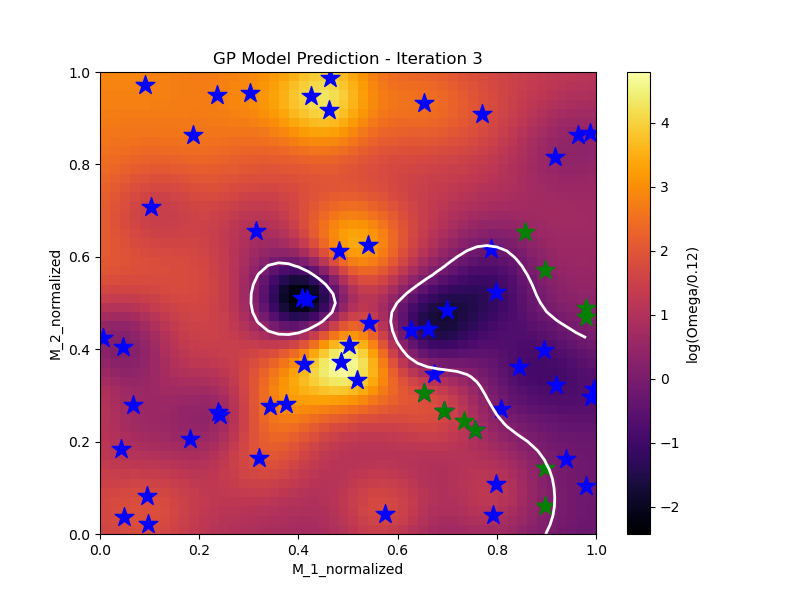 GP Model Prediction - Iteration 3
1.0
0.8
0.6
0.4
0.2
0.0
M_2_normalized
0.0 0.2 0.4 0.6 0.8 1.0
M_1_normalized
4
3
2
1
0
−1
−2
log(Omega/0.12)